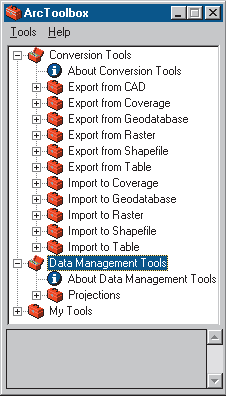 ArcToolbox
Tools Help
Conversion Tools
About Conversion Tools
Export from CAD
Export from Coverage
Export from Geodatabase
Export from Raster
Export from Shapefile
Export from Table
Import to Coverage
Import to Geodatabase
Import to Raster
Import to Shapefile
Import to Table
Data Management Tools
About Data Management Tools
Projections
My Tools